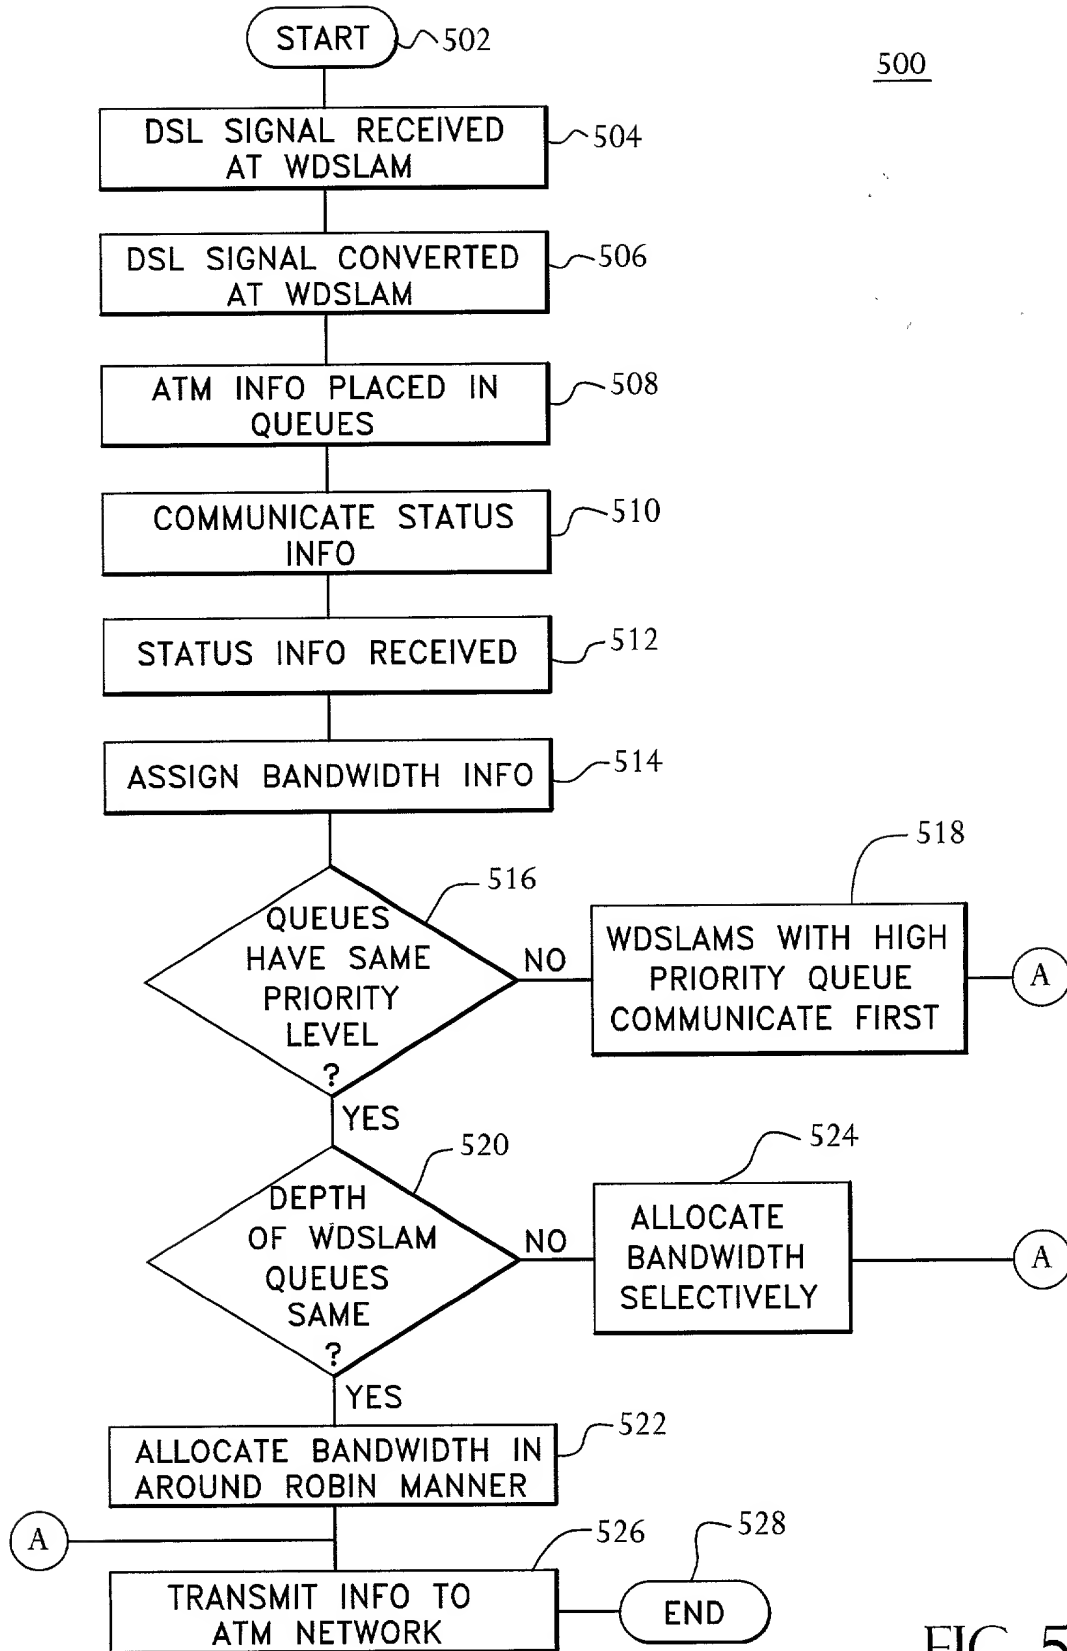 START
502
500
DSL SIGNAL RECEIVED
AT WDSLAM
504
DSL SIGNAL CONVERTED
AT WDSLAM
506
ATM INFO PLACED IN
QUEUES
508
COMMUNICATE STATUS
INFO
510
STATUS INFO RECEIVED
512
ASSIGN BANDWIDTH INFO
514
516
QUEUES
HAVE SAME
PRIORITY
LEVEL
?
NO
518
WDSLAMS WITH HIGH
PRIORITY QUEUE
COMMUNICATE FIRST
A
YES
520
DEPTH
OF WDSLAM
QUEUES
SAME
?
NO
524
ALLOCATE
BANDWIDTH
SELECTIVELY
A
YES
522
ALLOCATE BANDWIDTH IN
AROUND ROBIN MANNER
A
526
TRANSMIT INFO TO
ATM NETWORK
528
END
FIG. 5